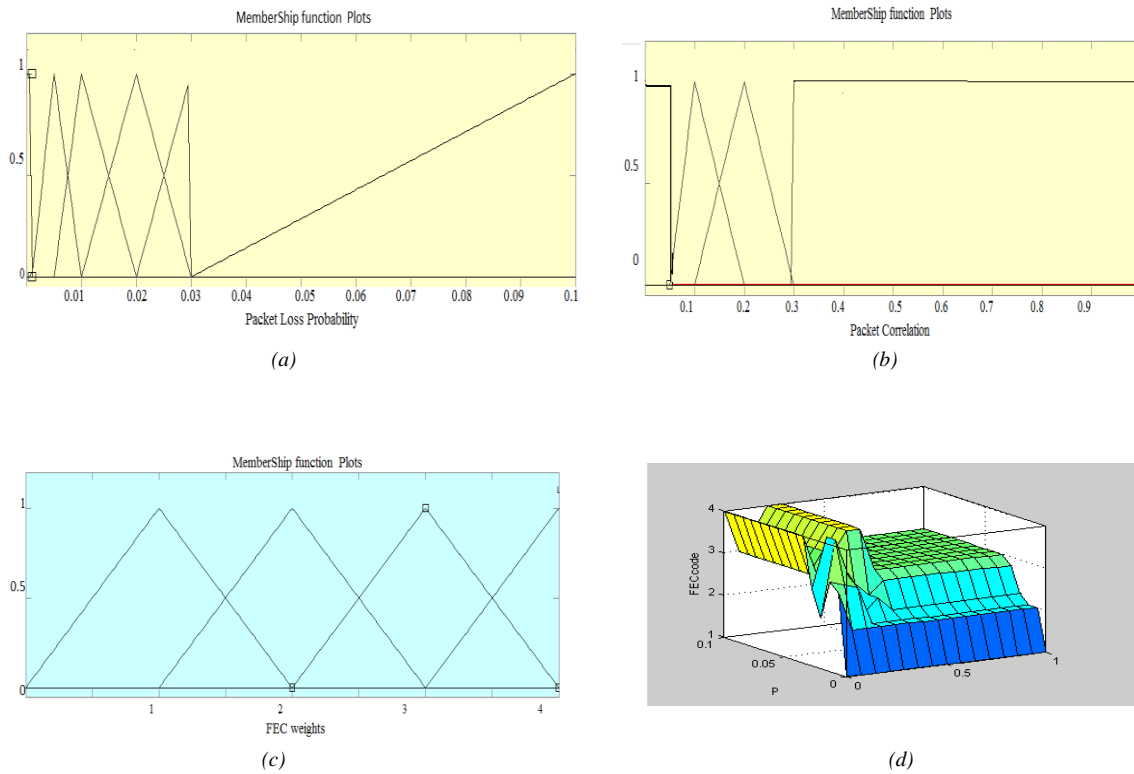 MemberShip function Plots
1
0.5
0
0.01 0.02 0.03 0.04 0.05 0.06 0.07 0.08 0.09 0.1
Packet Loss Probability
(a)
MemberShip function Plots
1
0.5
0
0.1 0.2 0.3 0.4 0.5 0.6 0.7 0.8 0.9
Packet Correlation
(b)
MemberShip function Plots
1
0.5
0
1 2 3 4
FEC weights
(c)
4
3
2
1
FECcode
0.1
0.05
0
P
0
0.5
1
(d)